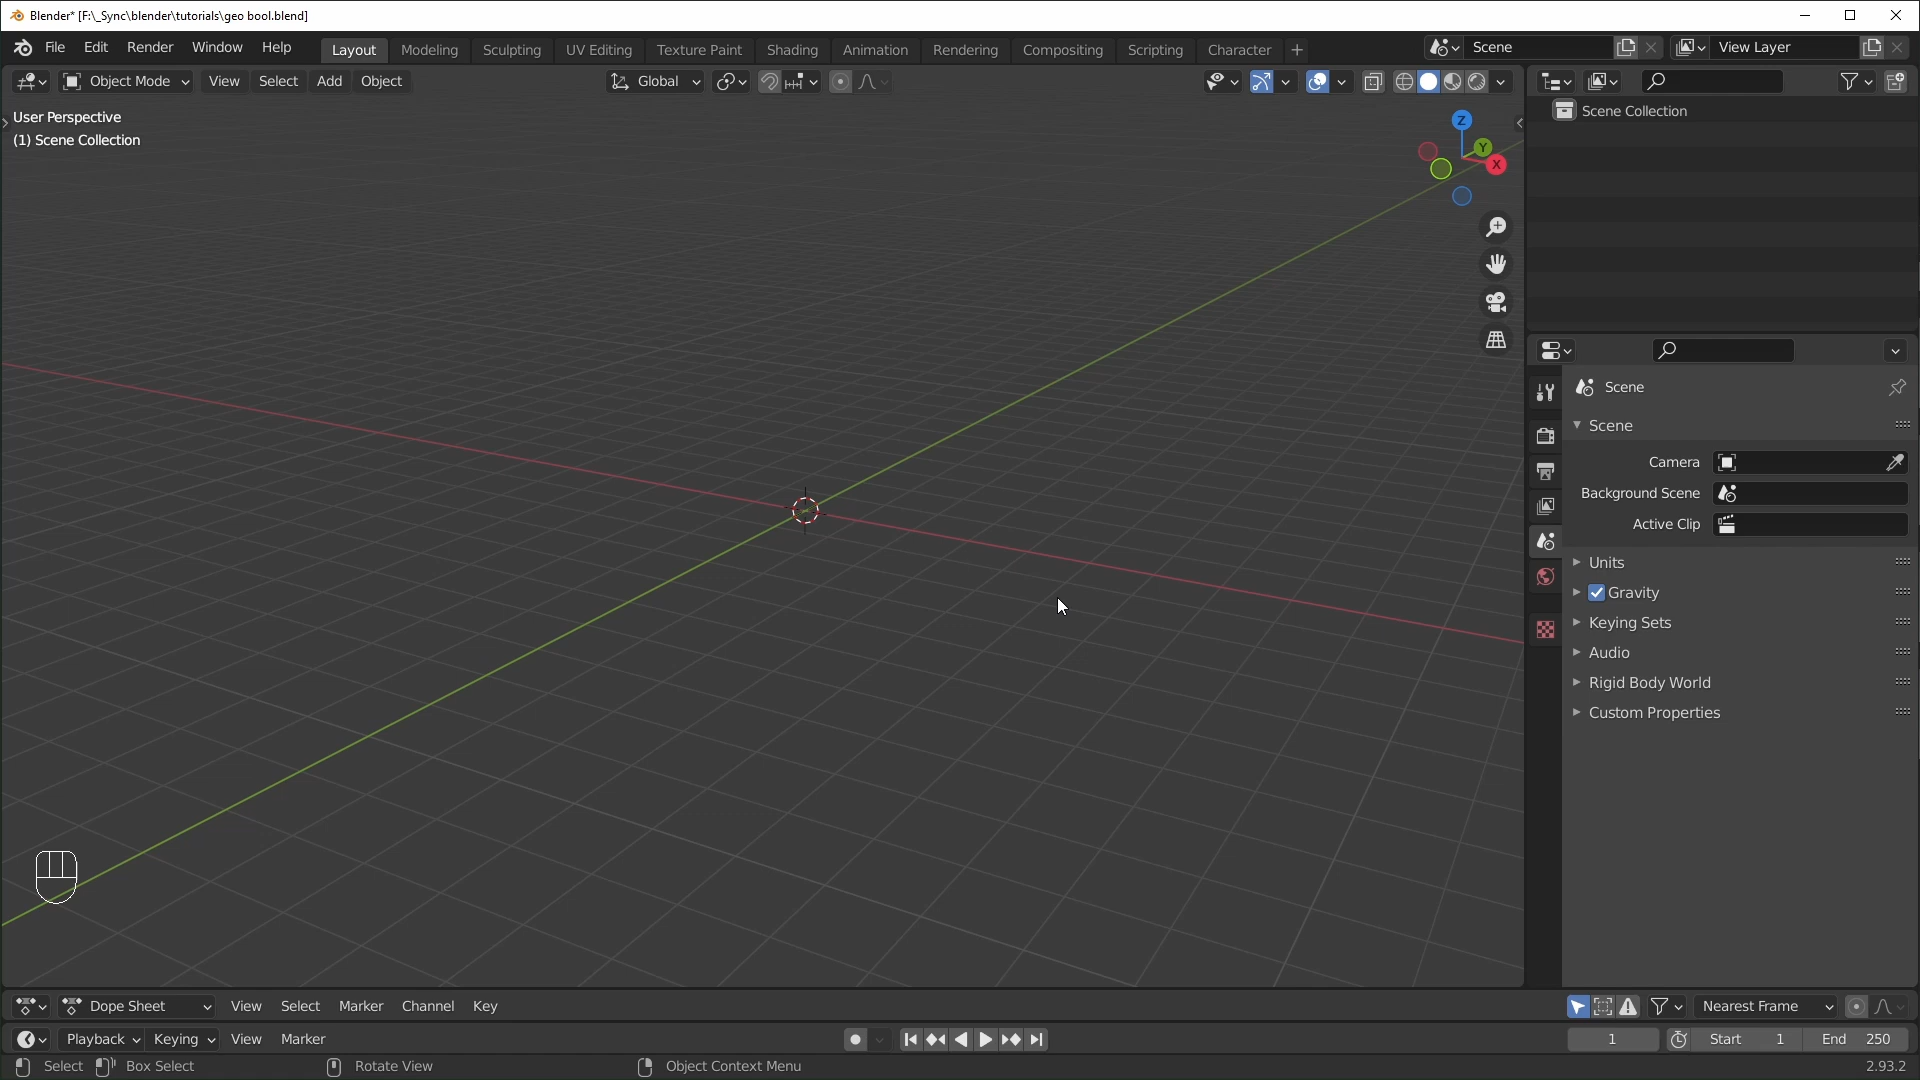 Blender* [F:\_Sync\blender\tutorials\geo bool.blend]
File Edit Render Window Help Layout Modeling Sculpting UV Editing Texture Paint Shading Animation Rendering Compositing Scripting Character + Scene View Layer
Object Mode View Select Add Object Global
User Perspective
(1) Scene Collection
Z
Y
X
Scene Collection
Scene
Scene
Camera
Background Scene
Active Clip
Units
Gravity
Keying Sets
Audio
Rigid Body World
Custom Properties
Dope Sheet View Select Marker Channel Key Nearest Frame
Playback Keying View Marker 1 Start 1 End 250
Select Box Select Rotate View Object Context Menu 2.93.2